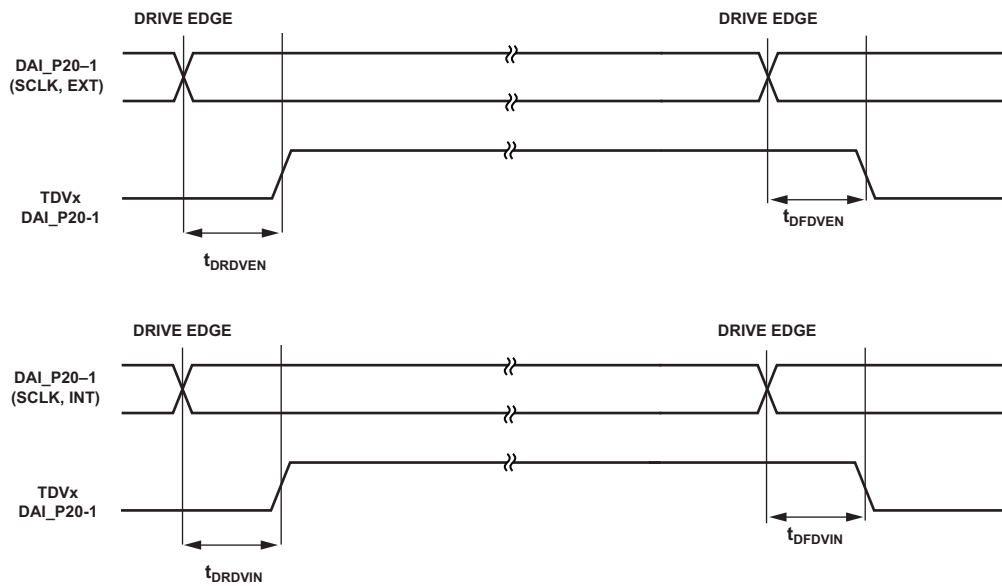 DRIVE EDGE
DRIVE EDGE
DAI_P20–1
(SCLK, EXT)
TDVx
DAI_P20-1
tDFDVEN
tDRDVEN
DRIVE EDGE
DRIVE EDGE
DAI_P20–1
(SCLK, INT)
TDVx
DAI_P20-1
tDFDVIN
tDRDVIN